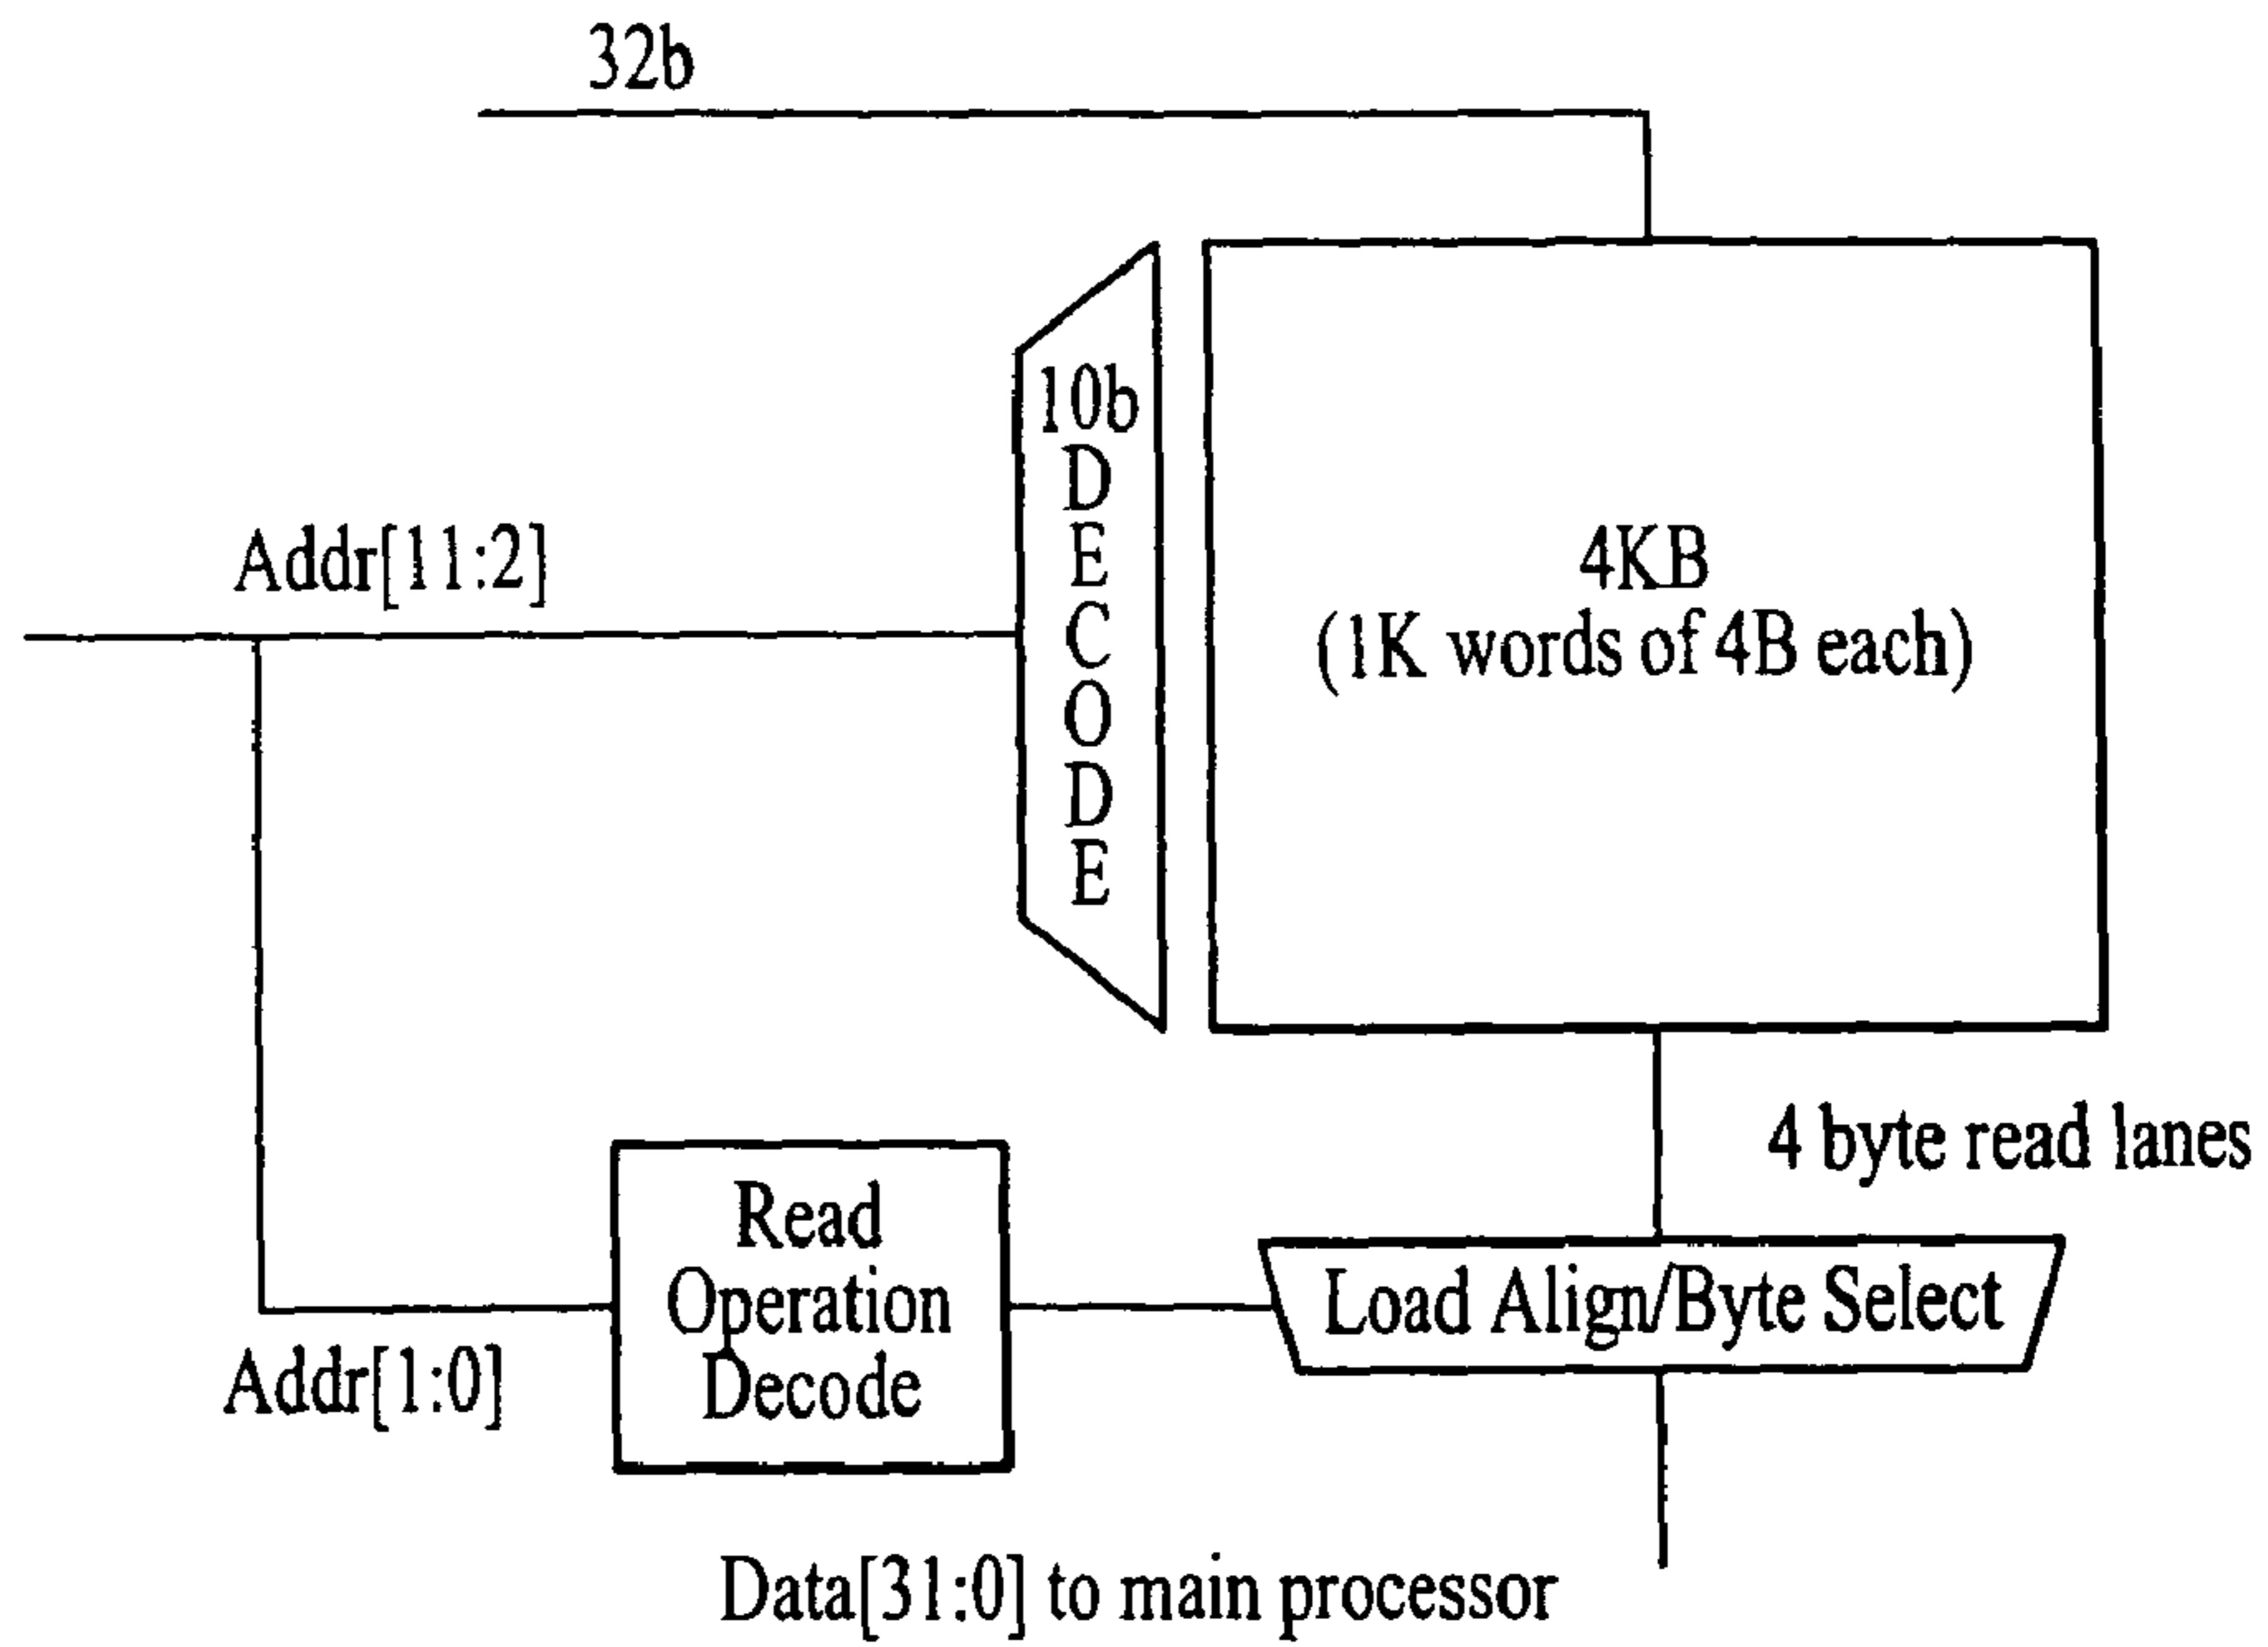 32b
10b
D
E
C
O
D
E
Addr[11:2]
4KB
(1K words of 4B each)
4 byte read lanes
Read
Operation
Decode
Load Align/Byte Select
Addr[1:0]
Data[31:0] to main processor